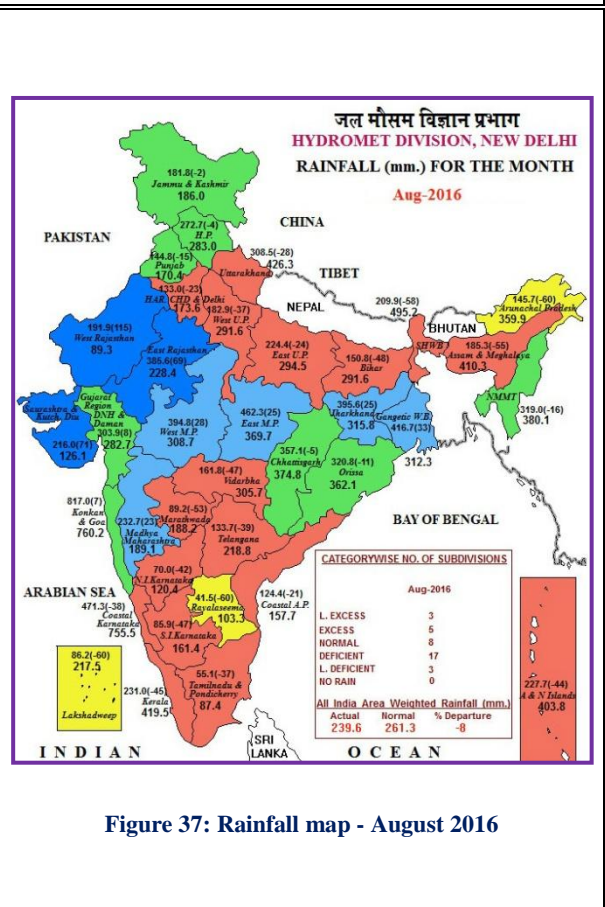 जल मौसम विज्ञान प्रभाग
HYDROMET DIVISION, NEW DELHI
RAINFALL (mm.) FOR THE MONTH
Aug-2016
181.8(-2)
Jammu & Kashmir
186.0
CHINA
PAKISTAN
272.7(-4)
H.P.
283.0
144.8(-15)
Punjab
170.4
308.5(-28)
426.3
Uttarakhand
TIBET
133.0(-23)
HAR. CHD & Delhi
173.6
182.9(-37)
West U.P.
291.6
NEPAL
209.9(-58)
495.2
BHUTAN
145.7(-60)
Arunachal Pradesh
359.9
191.9(115)
West Rajasthan
89.3
East Rajasthan
385.6(69)
228.4
224.4(-24)
East U.P.
294.5
150.8(-48)
Bihar
291.6
SHWB
185.3(-55)
Assam & Meghalaya
410.3
NMMT
319.0(-16)
380.1
Gujarat
Region
DNH &
Daman
303.9(8)
282.7
Saurashtra &
Kutch, Diu
216.0(71)
126.1
394.8(28)
West M.P.
308.7
462.3(25)
East M.P.
369.7
395.6(25)
Jharkhand
315.8
Gangetic W.B.
416.7(33)
312.3
357.1(-5)
Chhattisgarh
374.8
320.8(-11)
Orissa
362.1
161.8(-47)
Vidarbha
305.7
817.0(7)
Konkan
& Goa
760.2
232.7(23)
Madhya
Maharashtra
189.1
89.2(-53)
Marathwada
188.2
133.7(-39)
Telangana
218.8
BAY OF BENGAL
ARABIAN SEA
70.0(-42)
N.I.Karnataka
120.4
41.5(-60)
Rayalaseema
103.3
124.4(-21)
Coastal A.P.
157.7
471.3(-38)
Coastal
Karnataka
755.5
85.9(-47)
S.I.Karnataka
161.4
86.2(-60)
217.5
Lakshadweep
231.0(-45)
Kerala
419.5
55.1(-37)
Tamilnadu &
Pondicherry
87.4
CATEGORYWISE NO. OF SUBDIVISIONS
Aug-2016
L. EXCESS 3
EXCESS 5
NORMAL 8
DEFICIENT 17
L. DEFICIENT 3
NO RAIN 0
All India Area Weighted Rainfall (mm.)
Actual Normal % Departure
239.6 261.3 -8
227.7(-44)
A & N Islands
403.8
SRI
LANKA
INDIAN OCEAN
Figure 37: Rainfall map - August 2016